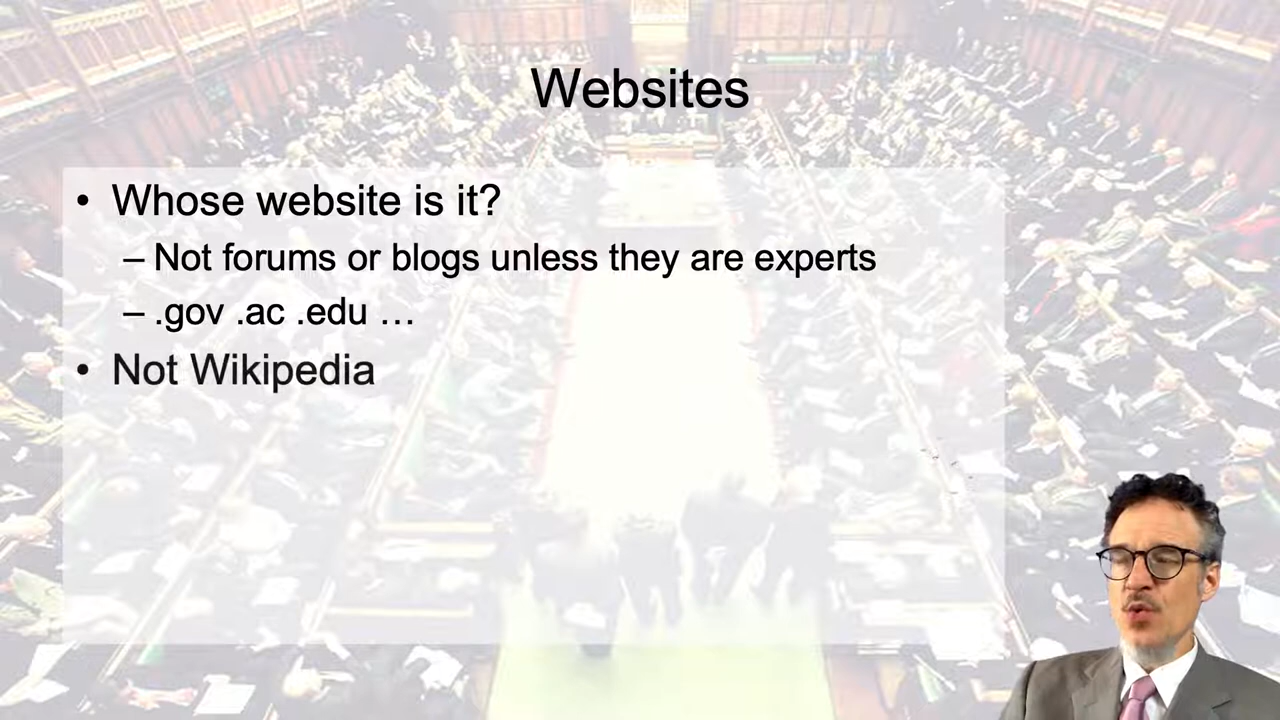 Websites
• Whose website is it?
– Not forums or blogs unless they are experts
– .gov .ac .edu …
• Not Wikipedia